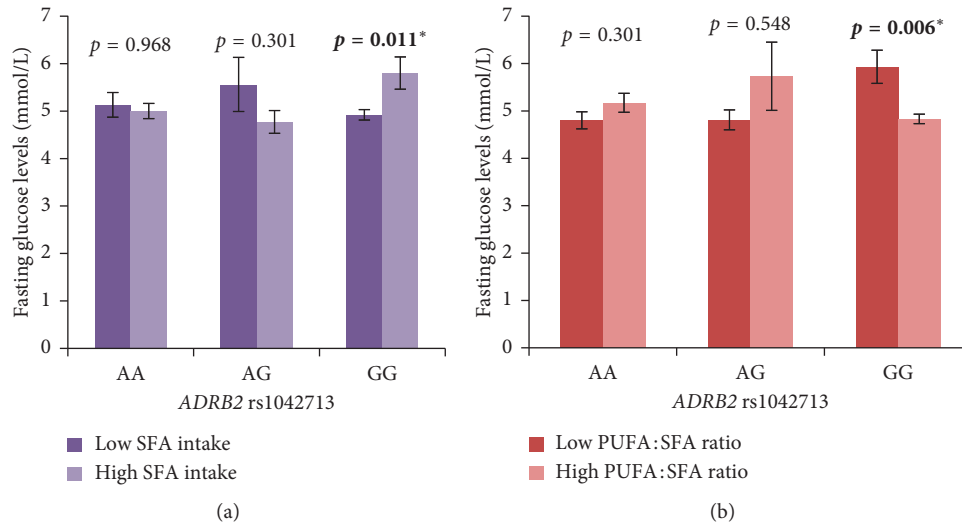 Fasting glucose levels (mmol/L)
7
6
5
4
3
2
1
0
p = 0.968
p = 0.301
p = 0.011*
AA
AG
GG
ADRB2 rs1042713
Low SFA intake
High SFA intake
(a)
Fasting glucose levels (mmol/L)
7
6
5
4
3
2
1
0
p = 0.301
p = 0.548
p = 0.006*
AA
AG
GG
ADRB2 rs1042713
Low PUFA:SFA ratio
High PUFA:SFA ratio
(b)